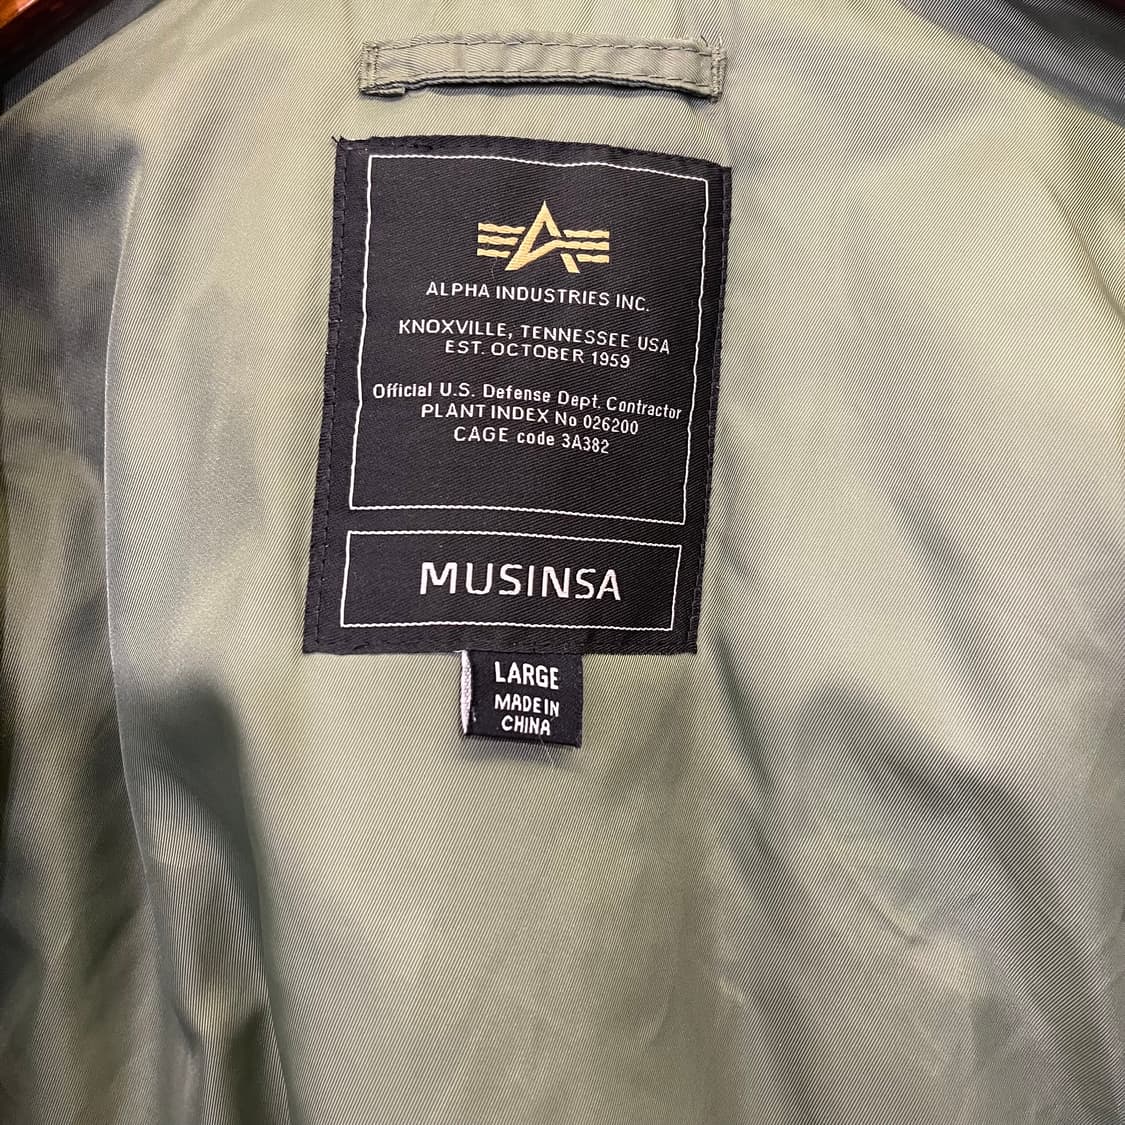 ALPHA INDUSTRIES INC.
KNOXVILLE, TENNESSEE USA
EST. OCTOBER 1959
Official U.S. Defense Dept. Contractor
PLANT INDEX No 026200
CAGE code 3A382
MUSINSA
LARGE
MADE IN
CHINA